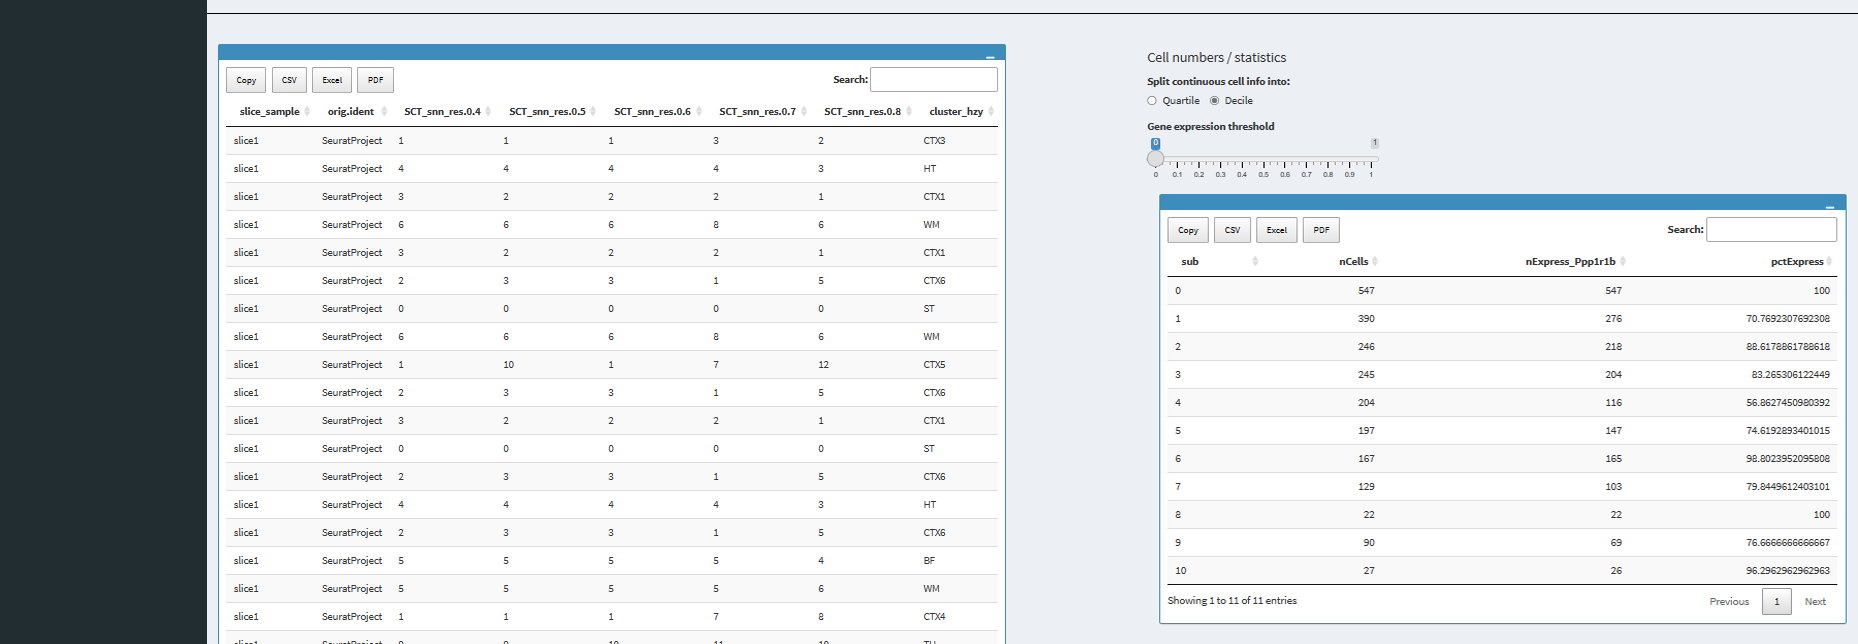 Copy CSV Excel PDF Search:
slice_sample orig.ident SCT_snn_res.0.4 SCT_snn_res.0.5 SCT_snn_res.0.6 SCT_snn_res.0.7 SCT_snn_res.0.8 cluster_hzy
slice1 SeuratProject 1 1 1 3 2 CTX3
slice1 SeuratProject 4 4 4 4 3 HT
slice1 SeuratProject 3 2 2 2 1 CTX1
slice1 SeuratProject 6 6 6 8 6 WM
slice1 SeuratProject 3 2 2 2 1 CTX1
slice1 SeuratProject 2 3 3 1 5 CTX6
slice1 SeuratProject 0 0 0 0 0 ST
slice1 SeuratProject 6 6 6 8 6 WM
slice1 SeuratProject 1 10 1 7 12 CTX5
slice1 SeuratProject 2 3 3 1 5 CTX6
slice1 SeuratProject 3 2 2 2 1 CTX1
slice1 SeuratProject 0 0 0 0 0 ST
slice1 SeuratProject 2 3 3 1 5 CTX6
slice1 SeuratProject 4 4 4 4 3 HT
slice1 SeuratProject 2 3 3 1 5 CTX6
slice1 SeuratProject 5 5 5 5 4 BF
slice1 SeuratProject 5 5 5 5 6 WM
slice1 SeuratProject 1 1 1 7 8 CTX4
Cell numbers / statistics
Split continuous cell info into:
Quartile Decile
Gene expression threshold
0 1
0 0.1 0.2 0.3 0.4 0.5 0.6 0.7 0.8 0.9 1
Copy CSV Excel PDF Search:
sub nCells nExpress_Ppp1r1b pctExpress
0 547 547 100
1 390 276 70.7692307692308
2 246 218 88.6178861788618
3 245 204 83.265306122449
4 204 116 56.8627450980392
5 197 147 74.6192893401015
6 167 165 98.8023952095808
7 129 103 79.8449612403101
8 22 22 100
9 90 69 76.6666666666667
10 27 26 96.2962962962963
Showing 1 to 11 of 11 entries Previous 1 Next